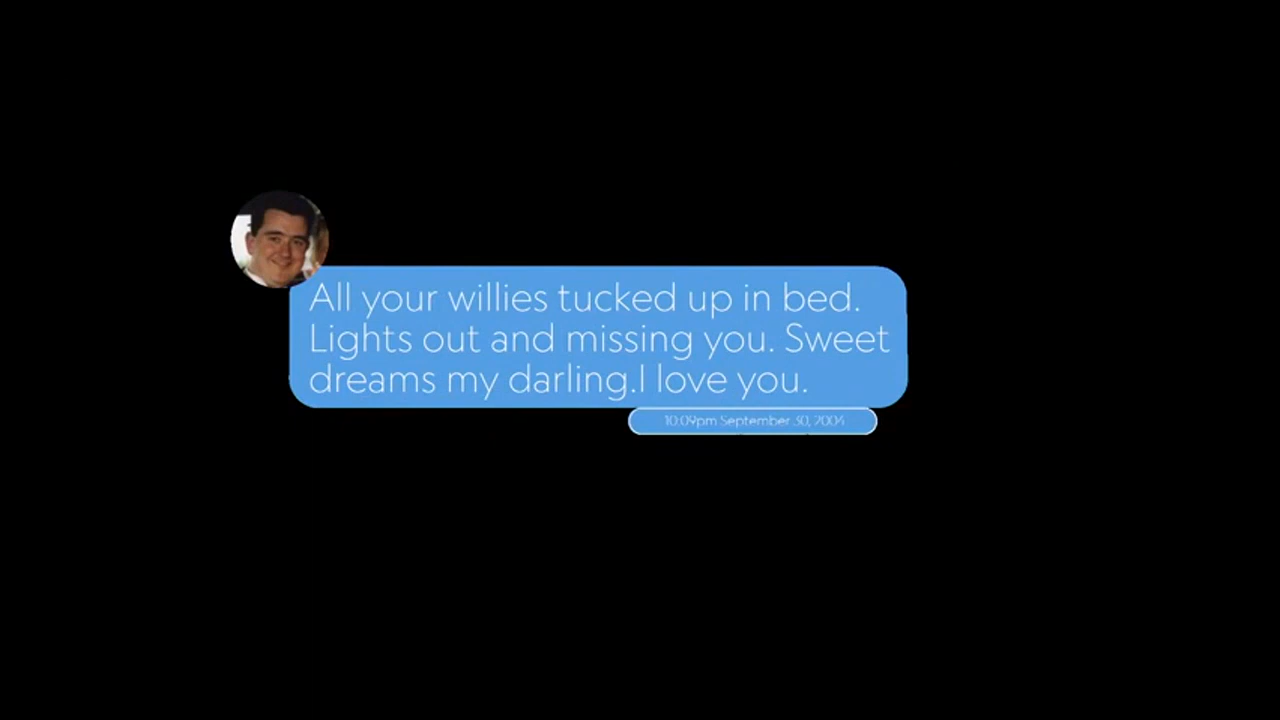 All your willies tucked up in bed.
Lights out and missing you. Sweet
dreams my darling.I love you.
10:09pm September 30, 2004